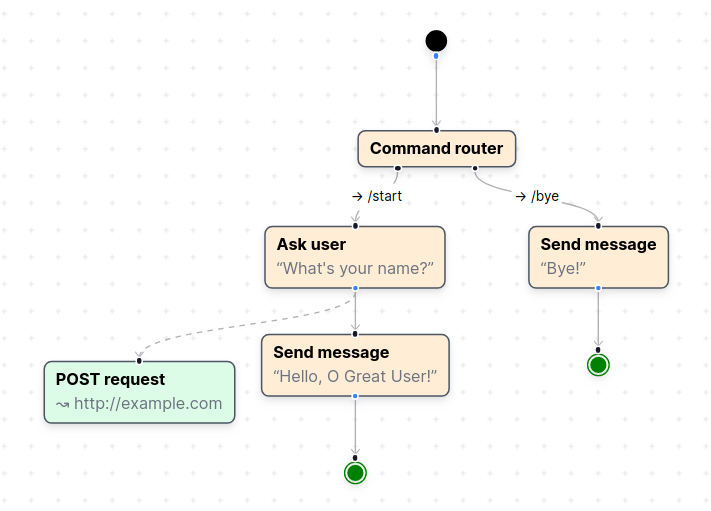 Command router
→ /start
→ /bye
Ask user
“What's your name?”
Send message
“Bye!”
Send message
“Hello, O Great User!”
POST request
↝ http://example.com